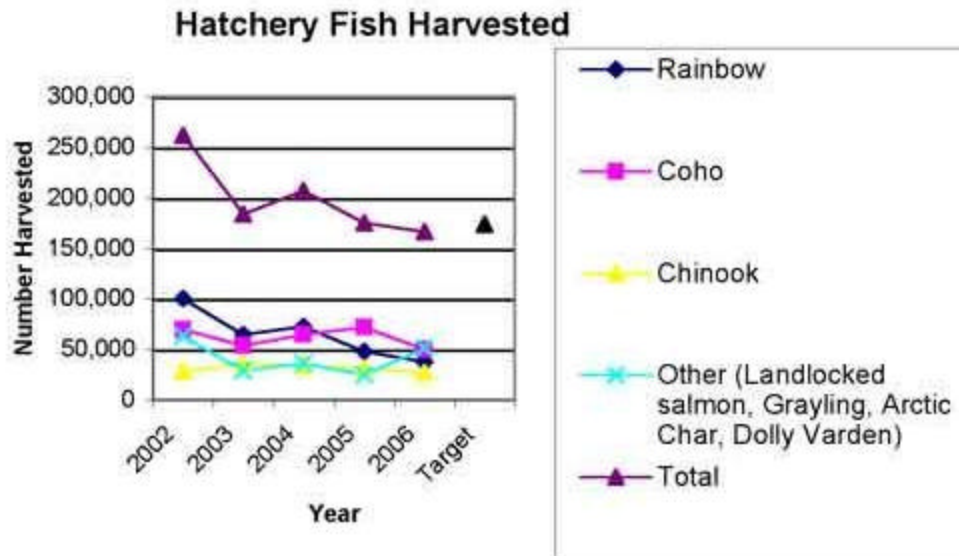 Hatchery Fish Harvested
Number Harvested
300,000
250,000
200,000
150,000
100,000
50,000
0
2002
2003
2004
2005
2006
Target
Year
Rainbow
Coho
Chinook
Other (Landlocked
salmon, Grayling, Arctic
Char, Dolly Varden)
Total